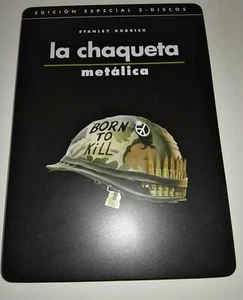 EDICIÓN ESPECIAL 2-DISCOS
STANLEY KUBRICK
la chaqueta
metálica
BORN
TO
KILL